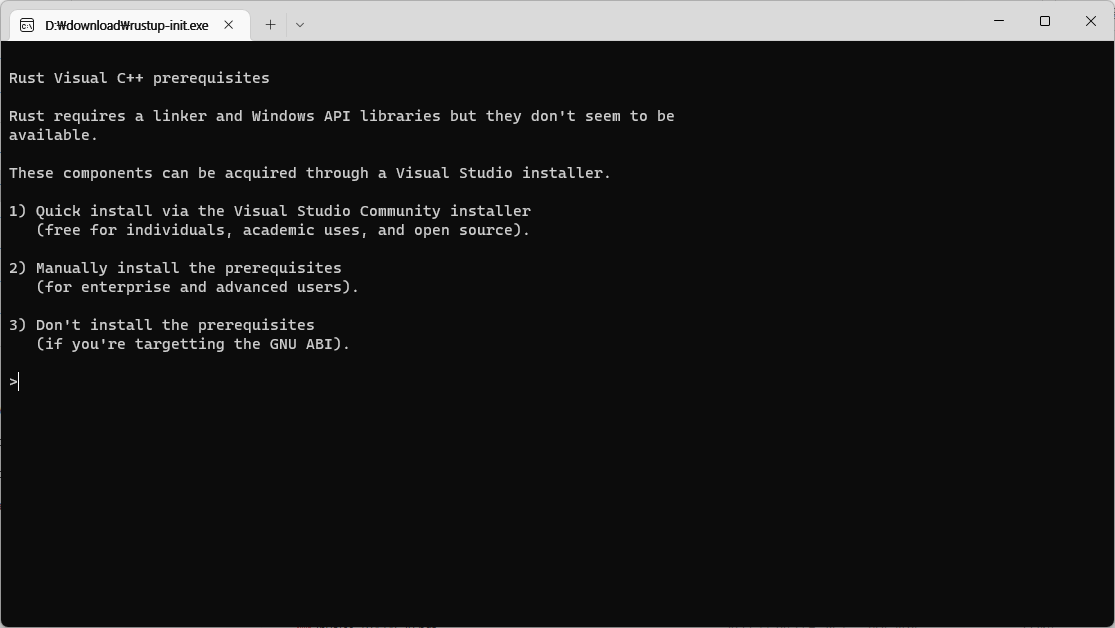 D:₩download₩rustup-init.exe
Rust Visual C++ prerequisites
Rust requires a linker and Windows API libraries but they don't seem to be
available.
These components can be acquired through a Visual Studio installer.
1) Quick install via the Visual Studio Community installer
(free for individuals, academic uses, and open source).
2) Manually install the prerequisites
(for enterprise and advanced users).
3) Don't install the prerequisites
(if you're targetting the GNU ABI).
>